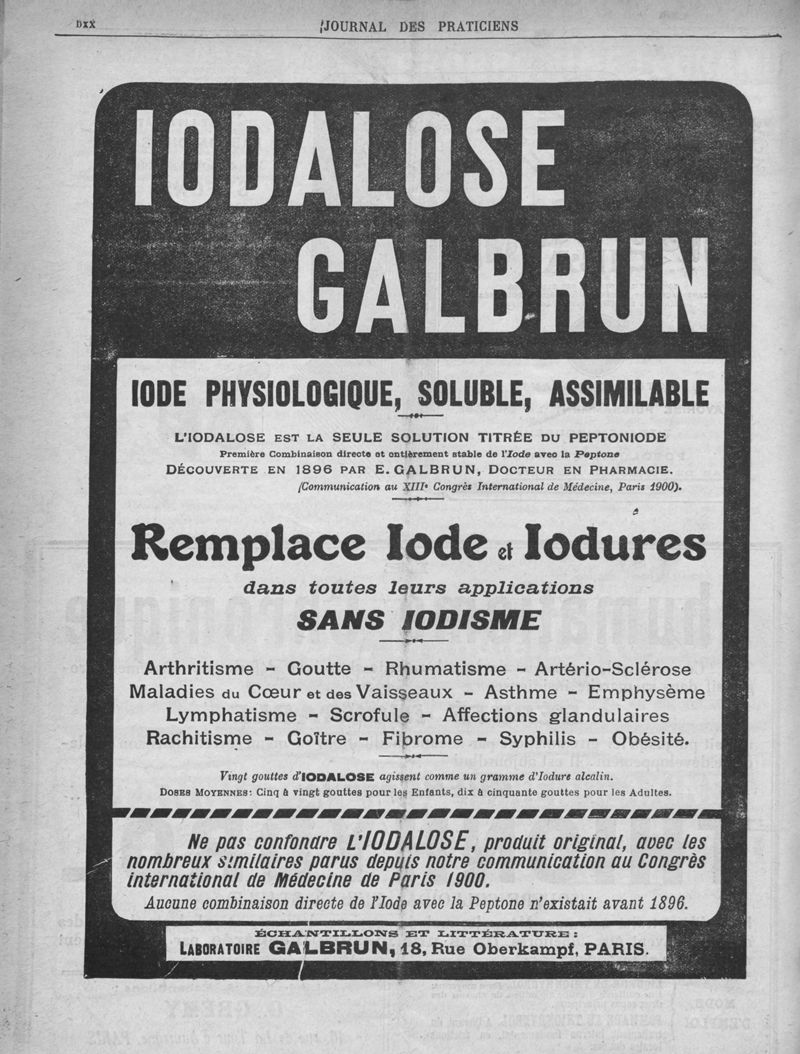 DXX
JOURNAL DES PRATICIENS
IODALOSE
GALBRUN
IODE PHYSIOLOGIQUE, SOLUBLE, ASSIMILABLE
L'IODALOSE EST LA SEULE SOLUTION TITRÉE DU PEPTONIODE
Première Combinaison directe et entièrement stable de l'Iode avec la Peptone
DÉCOUVERTE EN 1896 PAR E. GALBRUN, DOCTEUR EN PHARMACIE.
(Communication au XIIIe Congrès International de Médecine, Paris 1900).
Remplace Iode et Iodures
dans toutes leurs applications
SANS IODISME
Arthritisme - Goutte - Rhumatisme - Artério-Sclérose
Maladies du Cœur et des Vaisseaux - Asthme - Emphysème
Lymphatisme - Scrofule - Affections glandulaires
Rachitisme - Goître - Fibrome - Syphilis - Obésité.
Vingt gouttes d'IODALOSE agissent comme un gramme d'Iodure alcalin.
DOSES MOYENNES: Cinq à vingt gouttes pour les Enfants, dix à cinquante gouttes pour les Adultes.
Ne pas confondre L'IODALOSE, produit original, avec les
nombreux similaires parus depuis notre communication au Congrès
international de Médecine de Paris 1900.
Aucune combinaison directe de l'Iode avec la Peptone n'existait avant 1896.
ÉCHANTILLONS ET LITTÉRATURE:
LABORATOIRE GALBRUN, 18, Rue Oberkampf, PARIS.